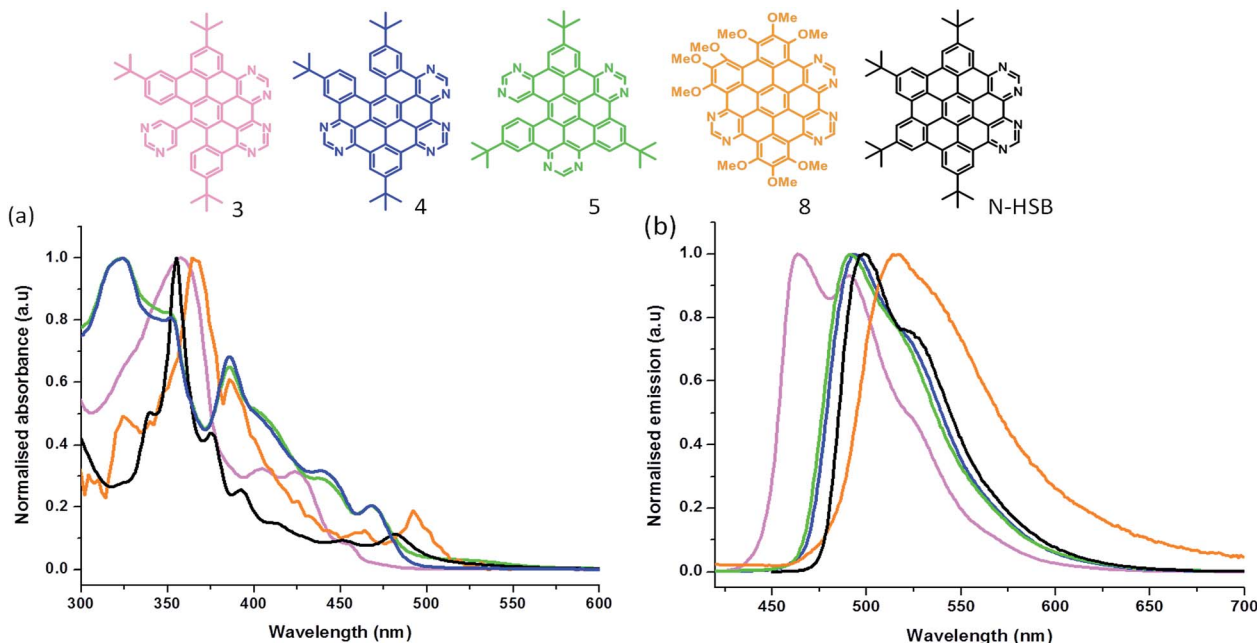 OMe
MeO OMe
MeO
MeO
OMe
N N N N N N
N N N N N N
N N N N N N
N N N N N N
N N N N
MeO OMe
OMe OMe
3 4 5 8 N-HSB
(a)
1.0
0.8
0.6
0.4
0.2
0.0
Normalised absorbance (a.u)
300 350 400 450 500 550 600
Wavelength (nm)
(b)
1.0
0.8
0.6
0.4
0.2
0.0
Normalised emission (a.u)
450 500 550 600 650 700
Wavelength (nm)